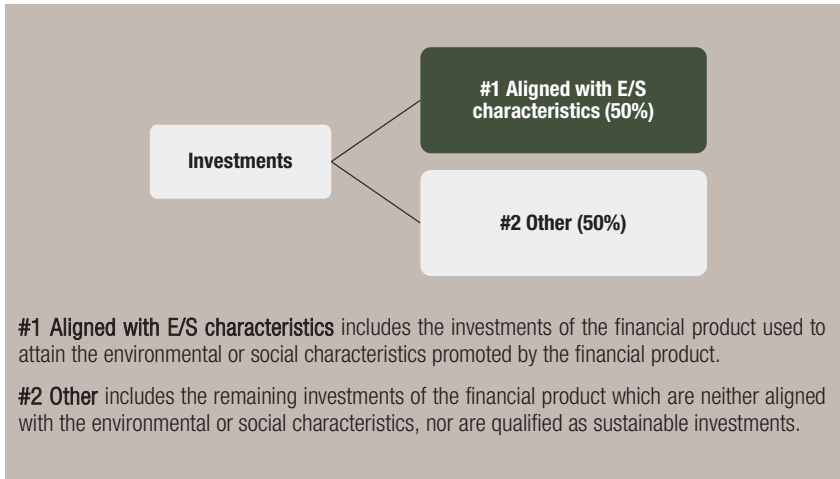 #1 Aligned with E/S
characteristics (50%)
Investments
#2 Other (50%)
#1 Aligned with E/S characteristics includes the investments of the financial product used to
attain the environmental or social characteristics promoted by the financial product.
#2 Other includes the remaining investments of the financial product which are neither aligned
with the environmental or social characteristics, nor are qualified as sustainable investments.